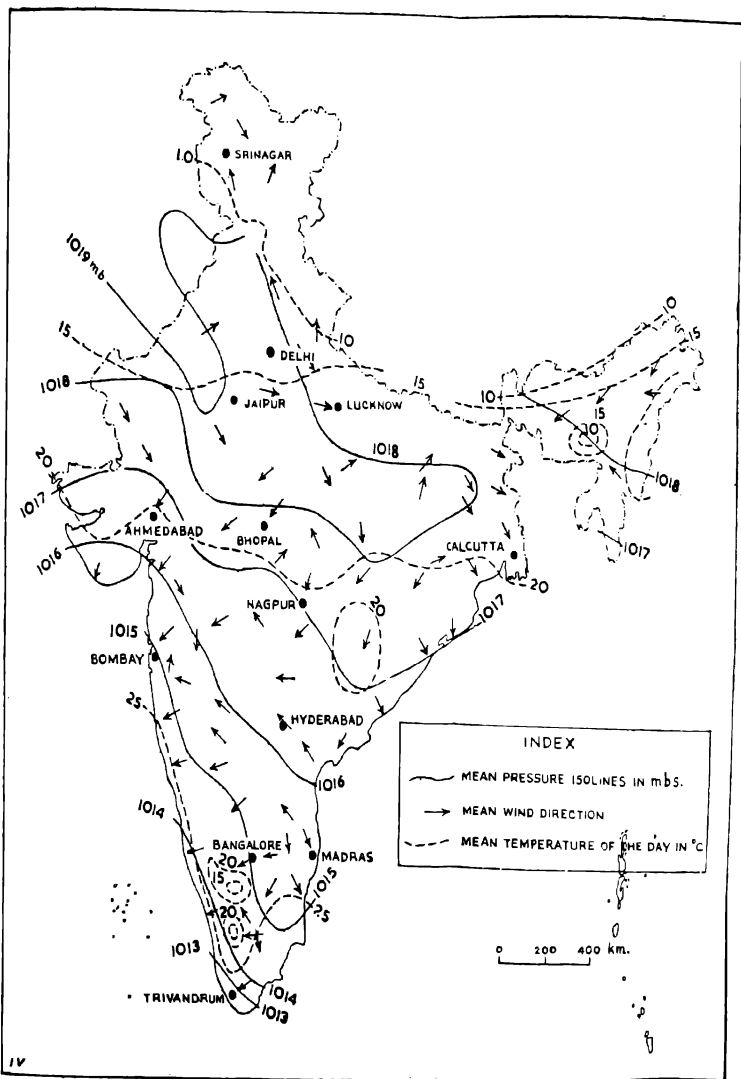 10
SRINAGAR
1019 mb
10
15
10
15
DELHI
10
1018
15
10
15
JAIPUR
LUCKNOW
10
1018
1018
20
1017
AHMEDABAD
BHOPAL
CALCUTTA
1017
1016
20
NAGPUR
20
1017
1015
BOMBAY
25
HYDERABAD
INDEX
1016
MEAN PRESSURE ISOLINES IN mbs.
1014
MEAN WIND DIRECTION
MEAN TEMPERATURE OF THE DAY IN °C
BANGALORE
MADRAS
20
15
1015
20
25
1013
0 200 400 km.
1014
TRIVANDRUM
1013
IV